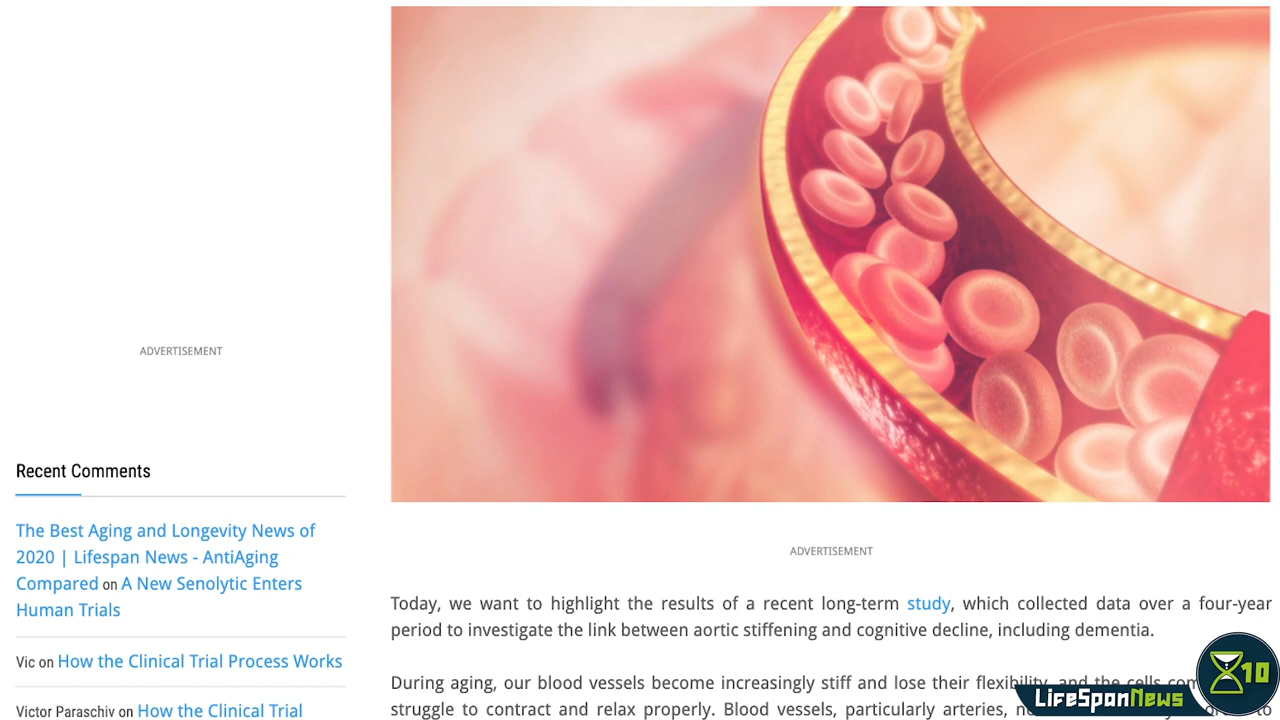 ADVERTISEMENT
Recent Comments
The Best Aging and Longevity News of
2020 | Lifespan News - AntiAging
Compared on A New Senolytic Enters
Human Trials
Vic on How the Clinical Trial Process Works
Victor Paraschiv on How the Clinical Trial
ADVERTISEMENT
Today, we want to highlight the results of a recent long-term study, which collected data over a four-year
period to investigate the link between aortic stiffening and cognitive decline, including dementia.
During aging, our blood vessels become increasingly stiff and lose their flexibility, and the cells
struggle to contract and relax properly. Blood vessels, particularly arteries,
LifeSpanNews
10